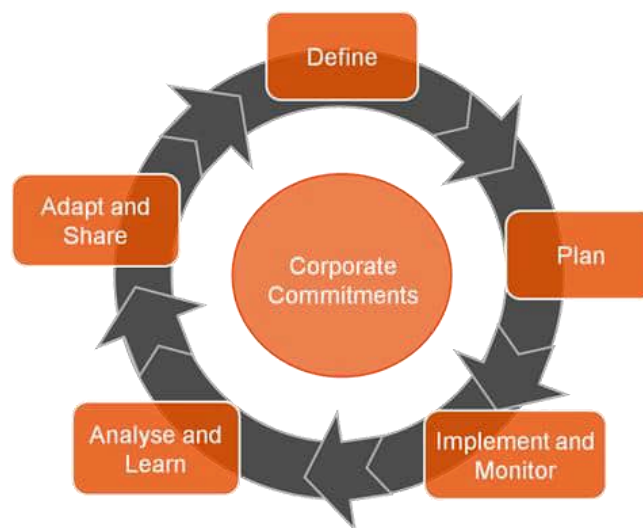 Define
Plan
Implement and
Monitor
Analyse and
Learn
Adapt and
Share
Corporate
Commitments